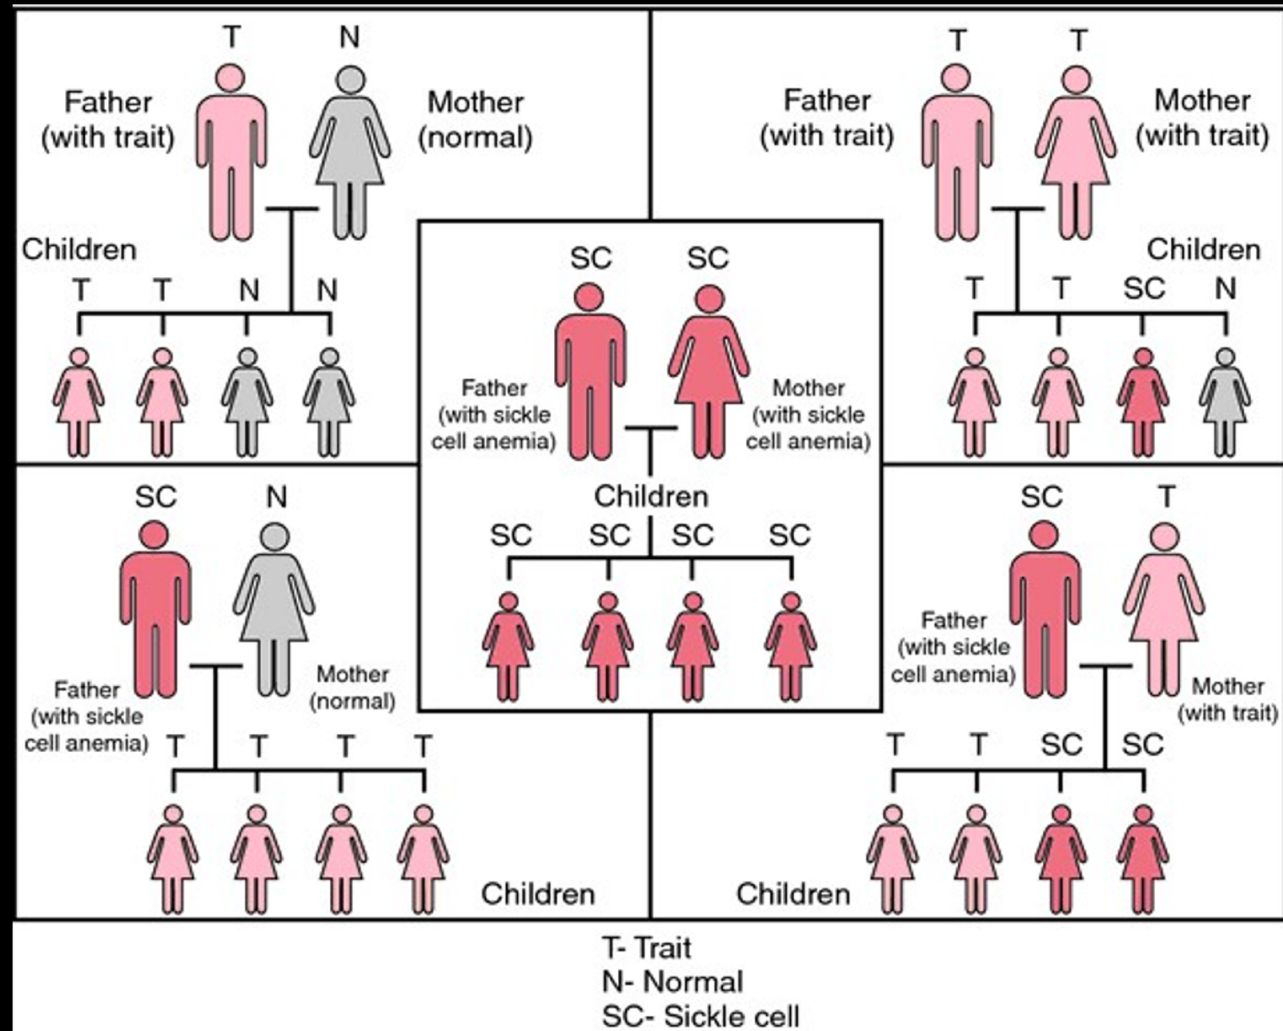 T N
Father
(with trait)
Mother
(normal)
Children
T T N N
T T
Father
(with trait)
Mother
(with trait)
Children
T T SC N
SC SC
Father
(with sickle
cell anemia)
Mother
(with sickle
cell anemia)
Children
SC SC SC SC
SC N
Father
(with sickle
cell anemia)
Mother
(normal)
T T T T
Children
SC T
Father
(with sickle
cell anemia)
Mother
(with trait)
T T SC SC
Children
T- Trait
N- Normal
SC- Sickle cell